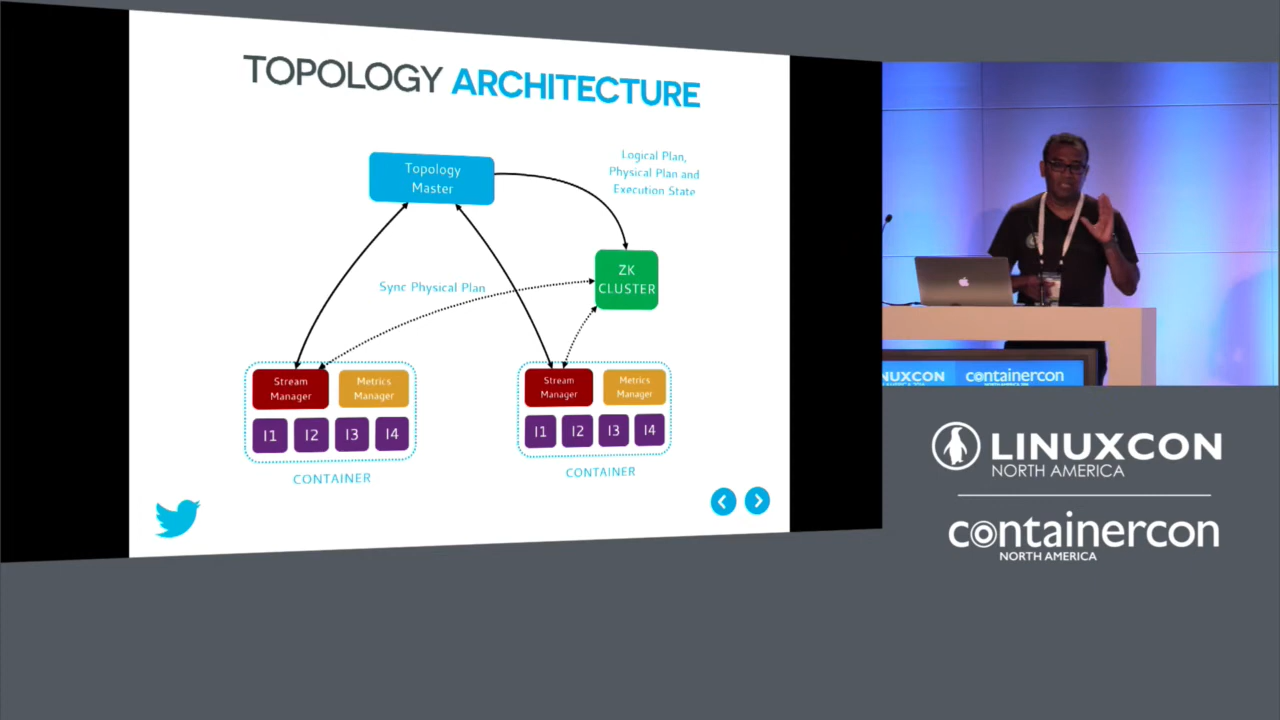 TOPOLOGY ARCHITECTURE
Logical Plan,
Physical Plan and
Execution State
Topology
Master
ZK
CLUSTER
Sync Physical Plan
Stream
Manager
Metrics
Manager
I1 I2 I3 I4
CONTAINER
Stream
Manager
Metrics
Manager
I1 I2 I3 I4
CONTAINER
NUXCON containercon
LINUXCON
NORTH AMERICA
containercon
NORTH AMERICA